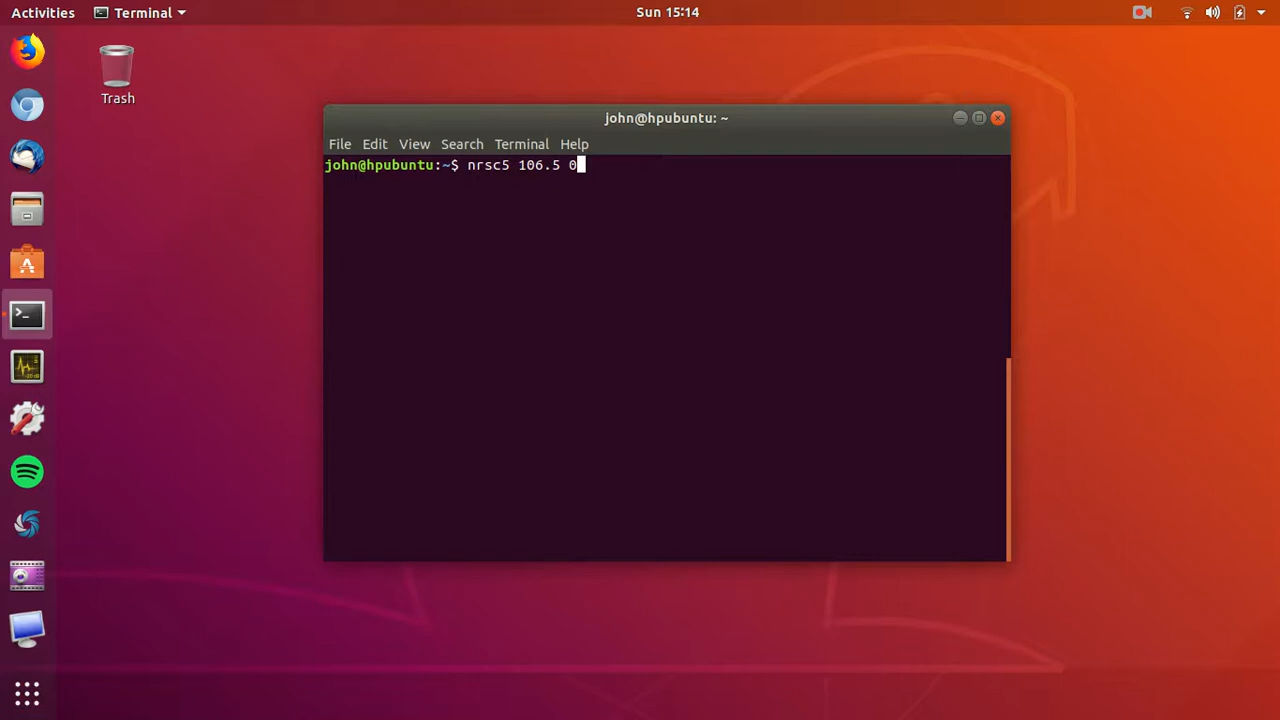 Activities Terminal Sun 15:14
Trash
john@hpubuntu: ~
File Edit View Search Terminal Help
john@hpubuntu:~$ nrsc5 106.5 0